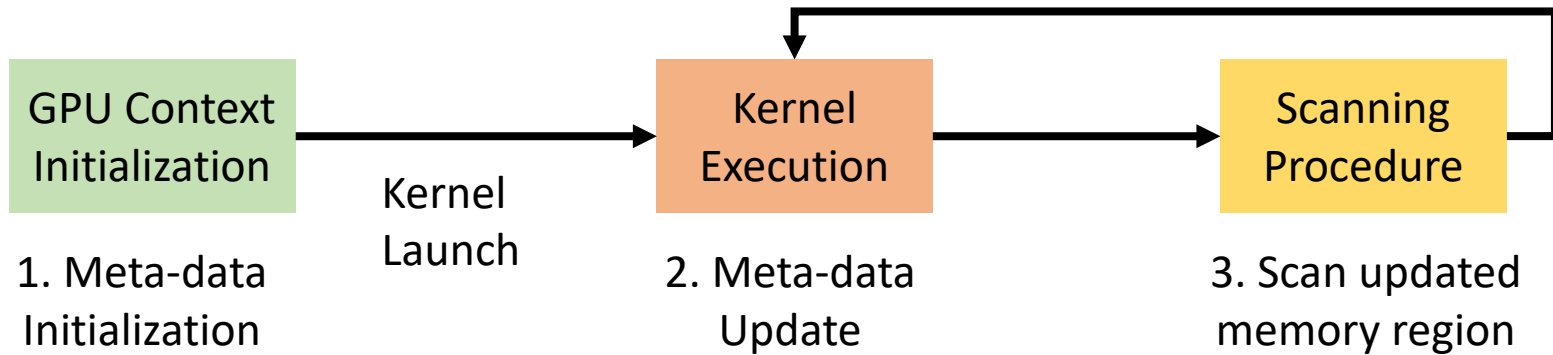 GPU Context
Initialization
Kernel
Launch
Kernel
Execution
Scanning
Procedure
1. Meta-data
Initialization
2. Meta-data
Update
3. Scan updated
memory region